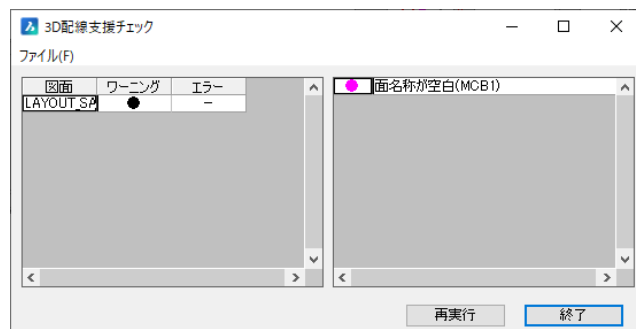 3D配線支援チェック
ファイル(F)
図面 ワーニング エラー
LAYOUT_SA ● －
● 面名称が空白(MCB1)
再実行 終了